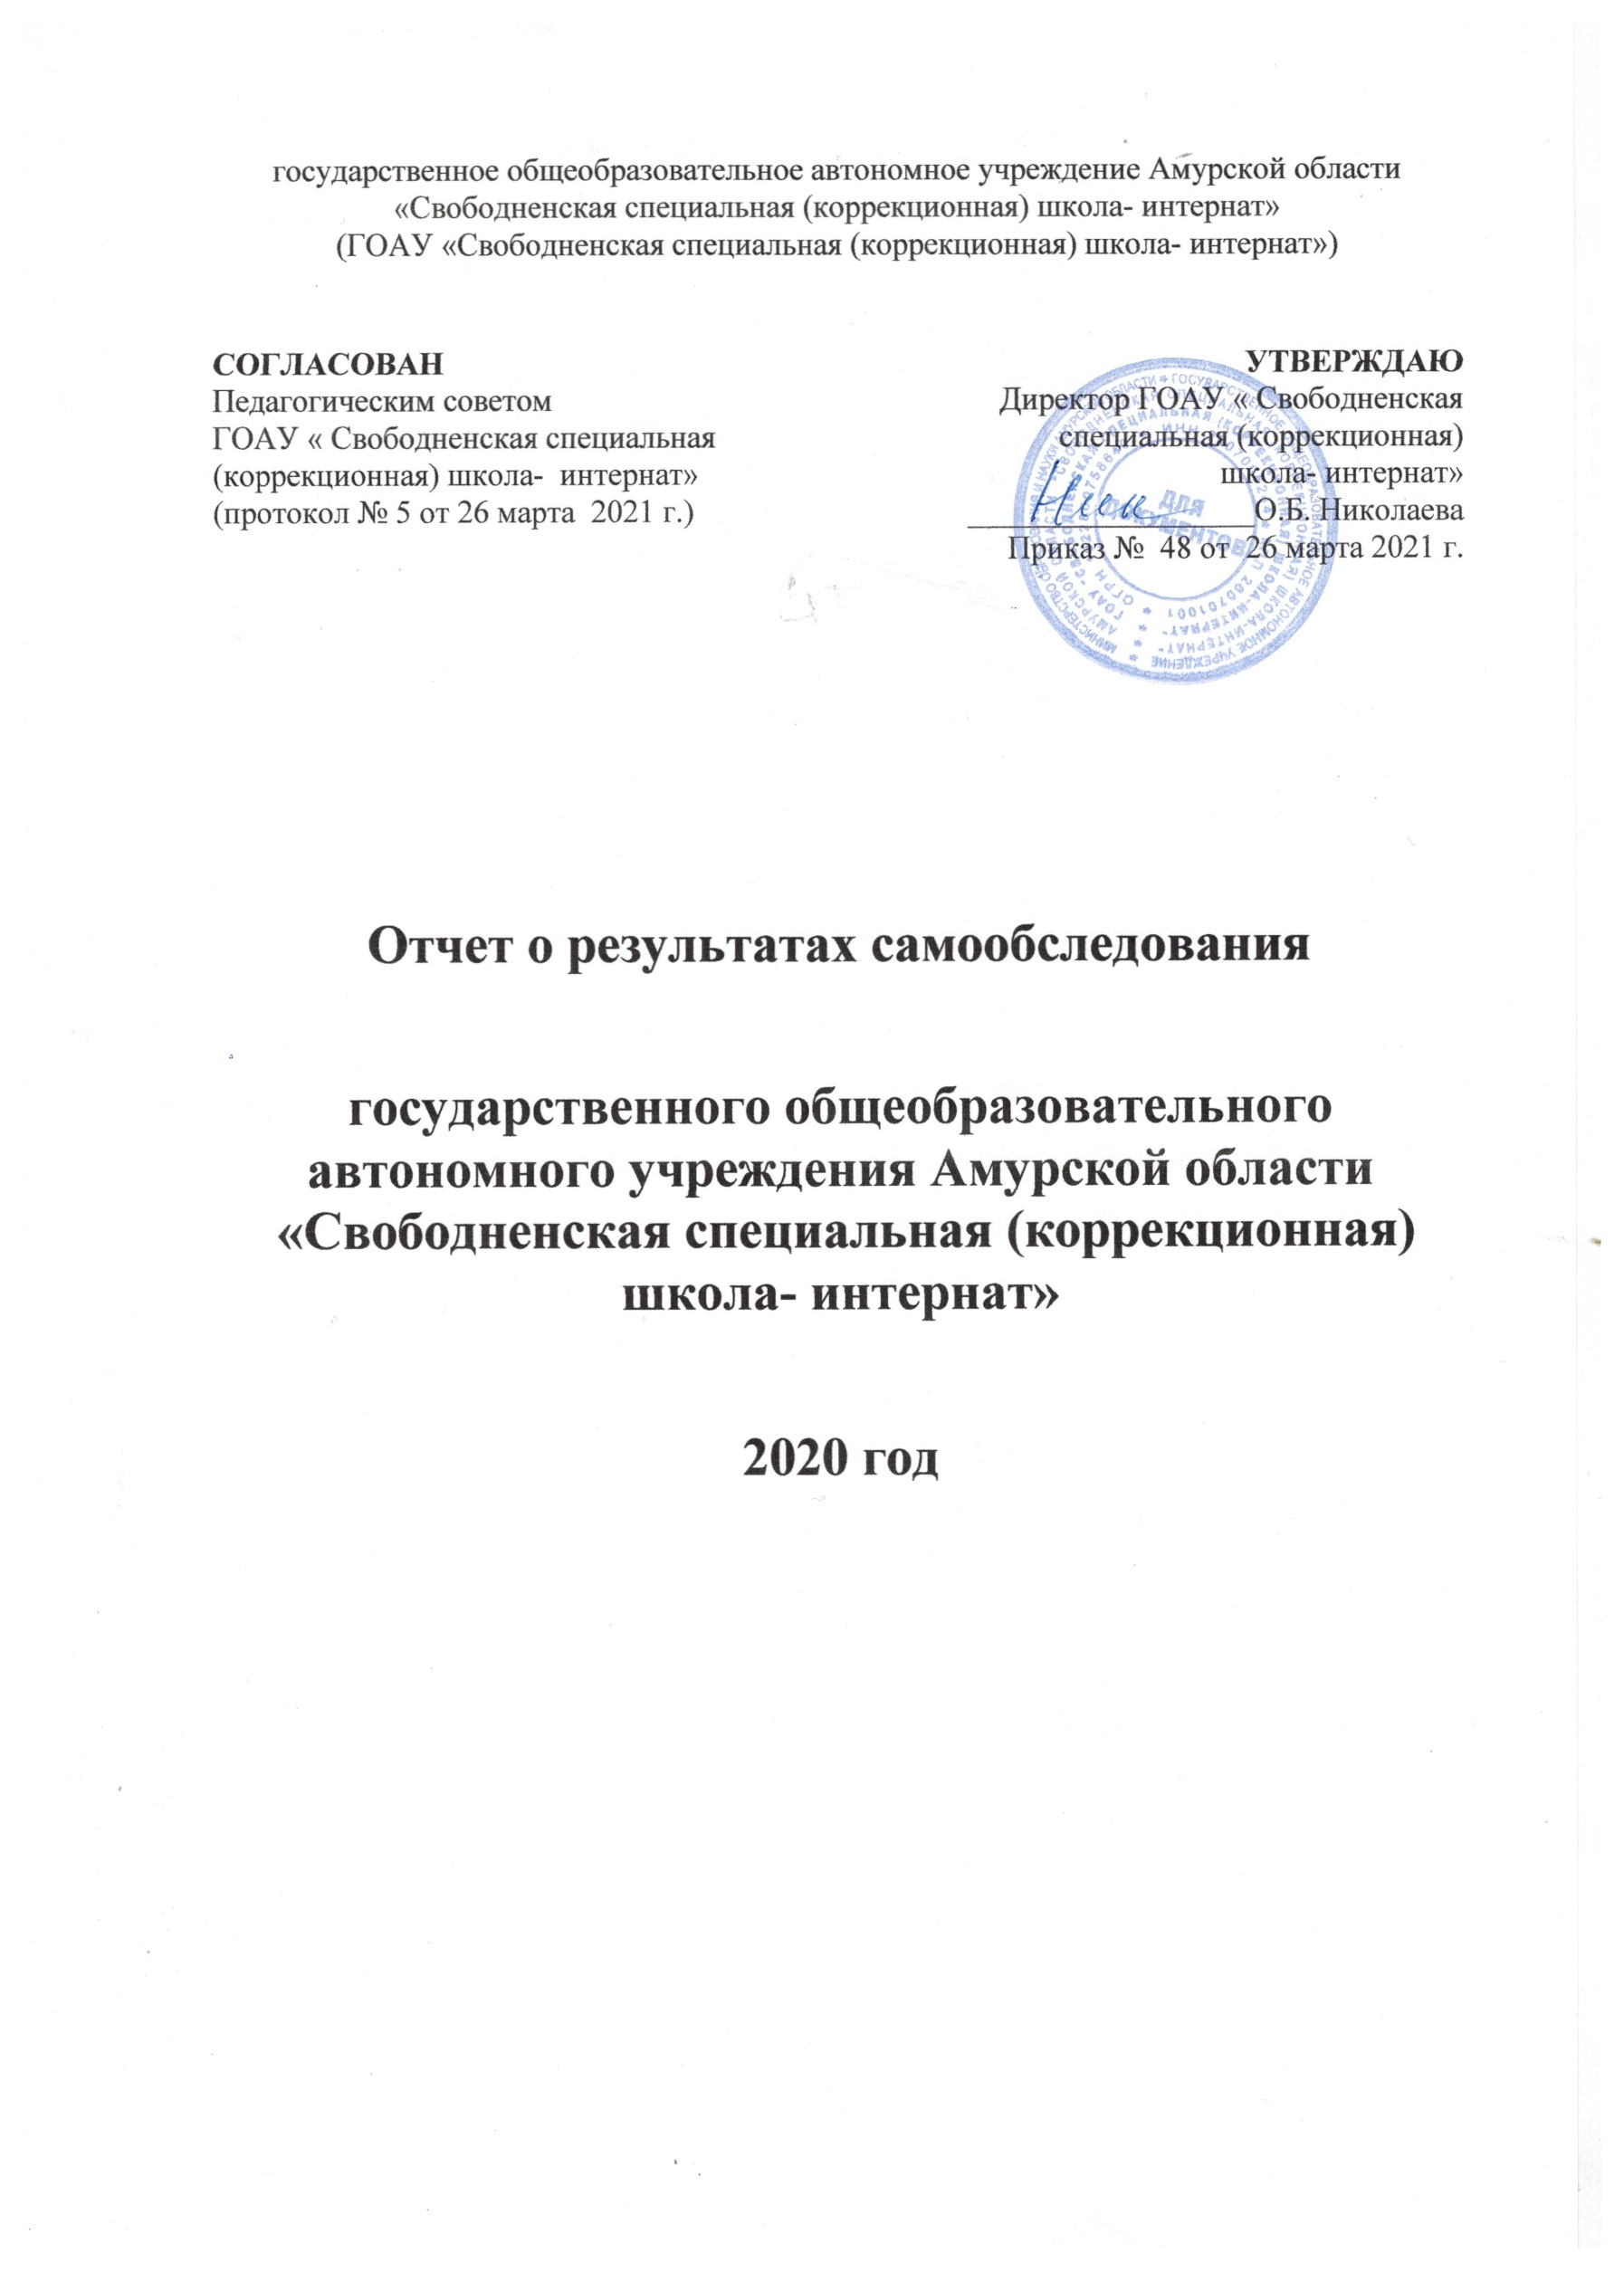 государственное общеобразовательное автономное учреждение Амурской области
«Свободненская специальная (коррекционная) школа- интернат»
(ГОАУ «Свободненская специальная (коррекционная) школа- интернат»)
СОГЛАСОВАН
Педагогическим советом
ГОАУ « Свободненская специальная
(коррекционная) школа-  интернат»
(протокол № 5 от 26 марта  2021 г.)
УТВЕРЖДАЮ
Директор ГОАУ « Свободненская
специальная (коррекционная)
школа- интернат»
О.Б. Николаева
Приказ №  48 от  26 марта 2021 г.
ДЛЯ
ДОКУМЕНТОВ
Отчет о результатах самообследования
государственного общеобразовательного
автономного учреждения Амурской области
«Свободненская специальная (коррекционная)
школа- интернат»
2020 год